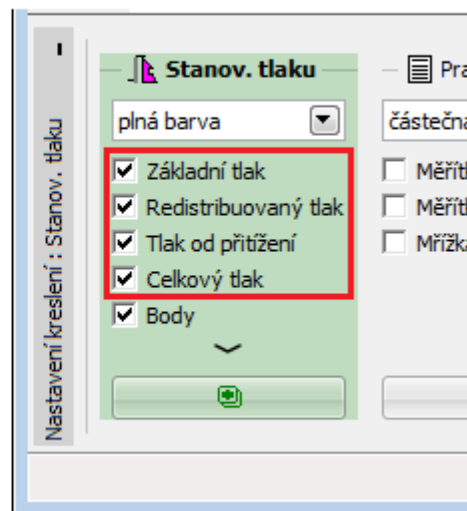 Nastavení kreslení : Stanov. tlaku
Stanov. tlaku
plná barva
Základní tlak
Redistribuovaný tlak
Tlak od přitížení
Celkový tlak
Body